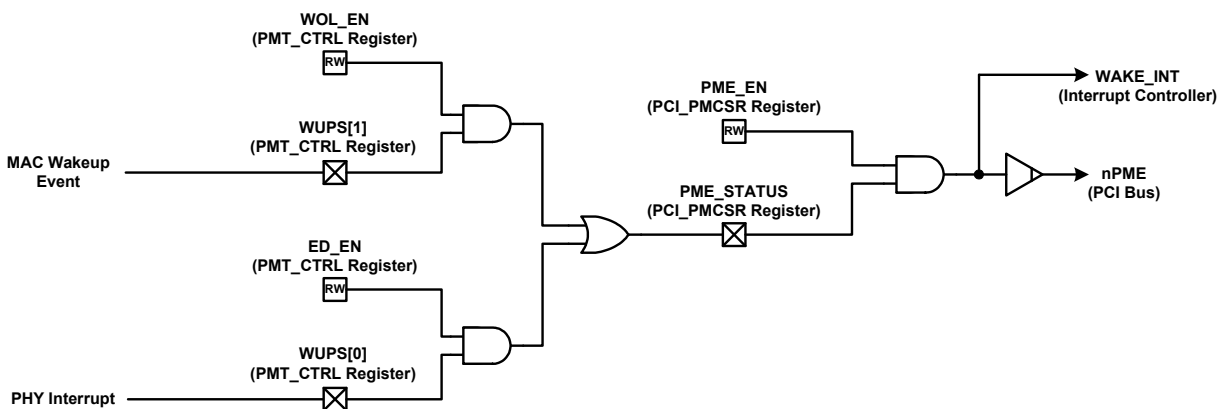 WOL_EN
(PMT_CTRL Register)
RW
WUPS[1]
(PMT_CTRL Register)
MAC Wakeup
Event
ED_EN
(PMT_CTRL Register)
RW
WUPS[0]
(PMT_CTRL Register)
PHY Interrupt
PME_EN
(PCI_PMCSR Register)
RW
PME_STATUS
(PCI_PMCSR Register)
WAKE_INT
(Interrupt Controller)
nPME
(PCI Bus)